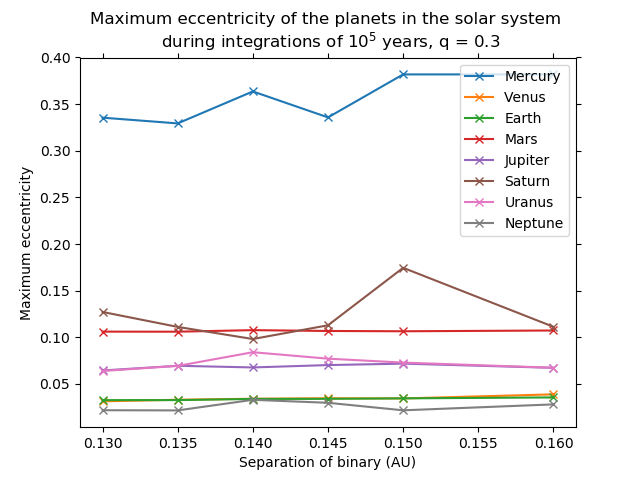 Maximum eccentricity of the planets in the solar system
during integrations of 10⁵ years, q = 0.3
0.40
0.35
0.30
0.25
0.20
0.15
0.10
0.05
Maximum eccentricity
Mercury
Venus
Earth
Mars
Jupiter
Saturn
Uranus
Neptune
0.130 0.135 0.140 0.145 0.150 0.155 0.160
Separation of binary (AU)